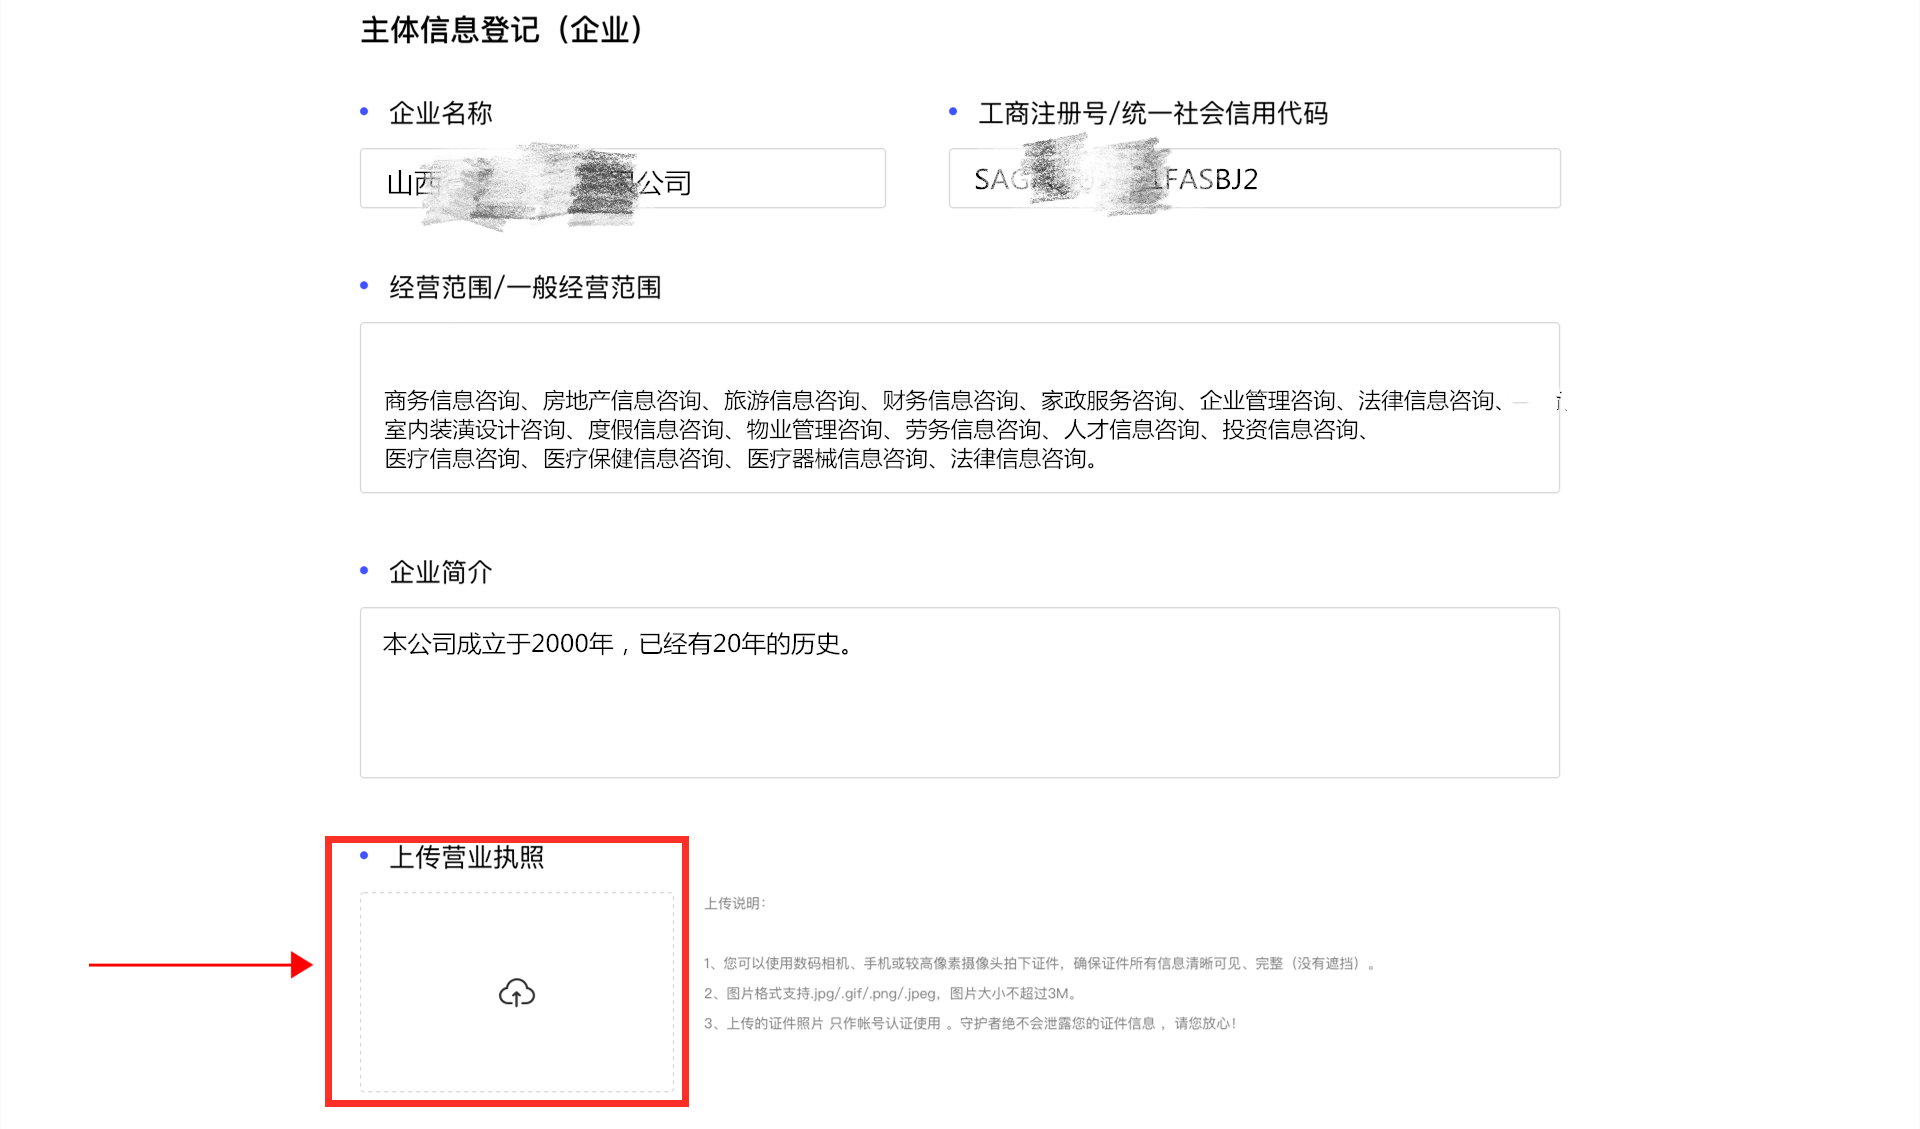 主体信息登记（企业）
企业名称
工商注册号/统一社会信用代码
山西 公司
SAG FASBJ2
经营范围/一般经营范围
商务信息咨询、房地产信息咨询、旅游信息咨询、财务信息咨询、家政服务咨询、企业管理咨询、法律信息咨询、
室内装潢设计咨询、度假信息咨询、物业管理咨询、劳务信息咨询、人才信息咨询、投资信息咨询、
医疗信息咨询、医疗保健信息咨询、医疗器械信息咨询、法律信息咨询。
企业简介
本公司成立于2000年，已经有20年的历史。
上传营业执照
上传说明：
1、您可以使用数码相机、手机或较高像素摄像头拍下证件，确保证件所有信息清晰可见、完整（没有遮挡）。
2、图片格式支持.jpg/.gif/.png/.jpeg，图片大小不超过3M。
3、上传的证件照片 只作帐号认证使用 。守护者绝不会泄露您的证件信息 ，请您放心！